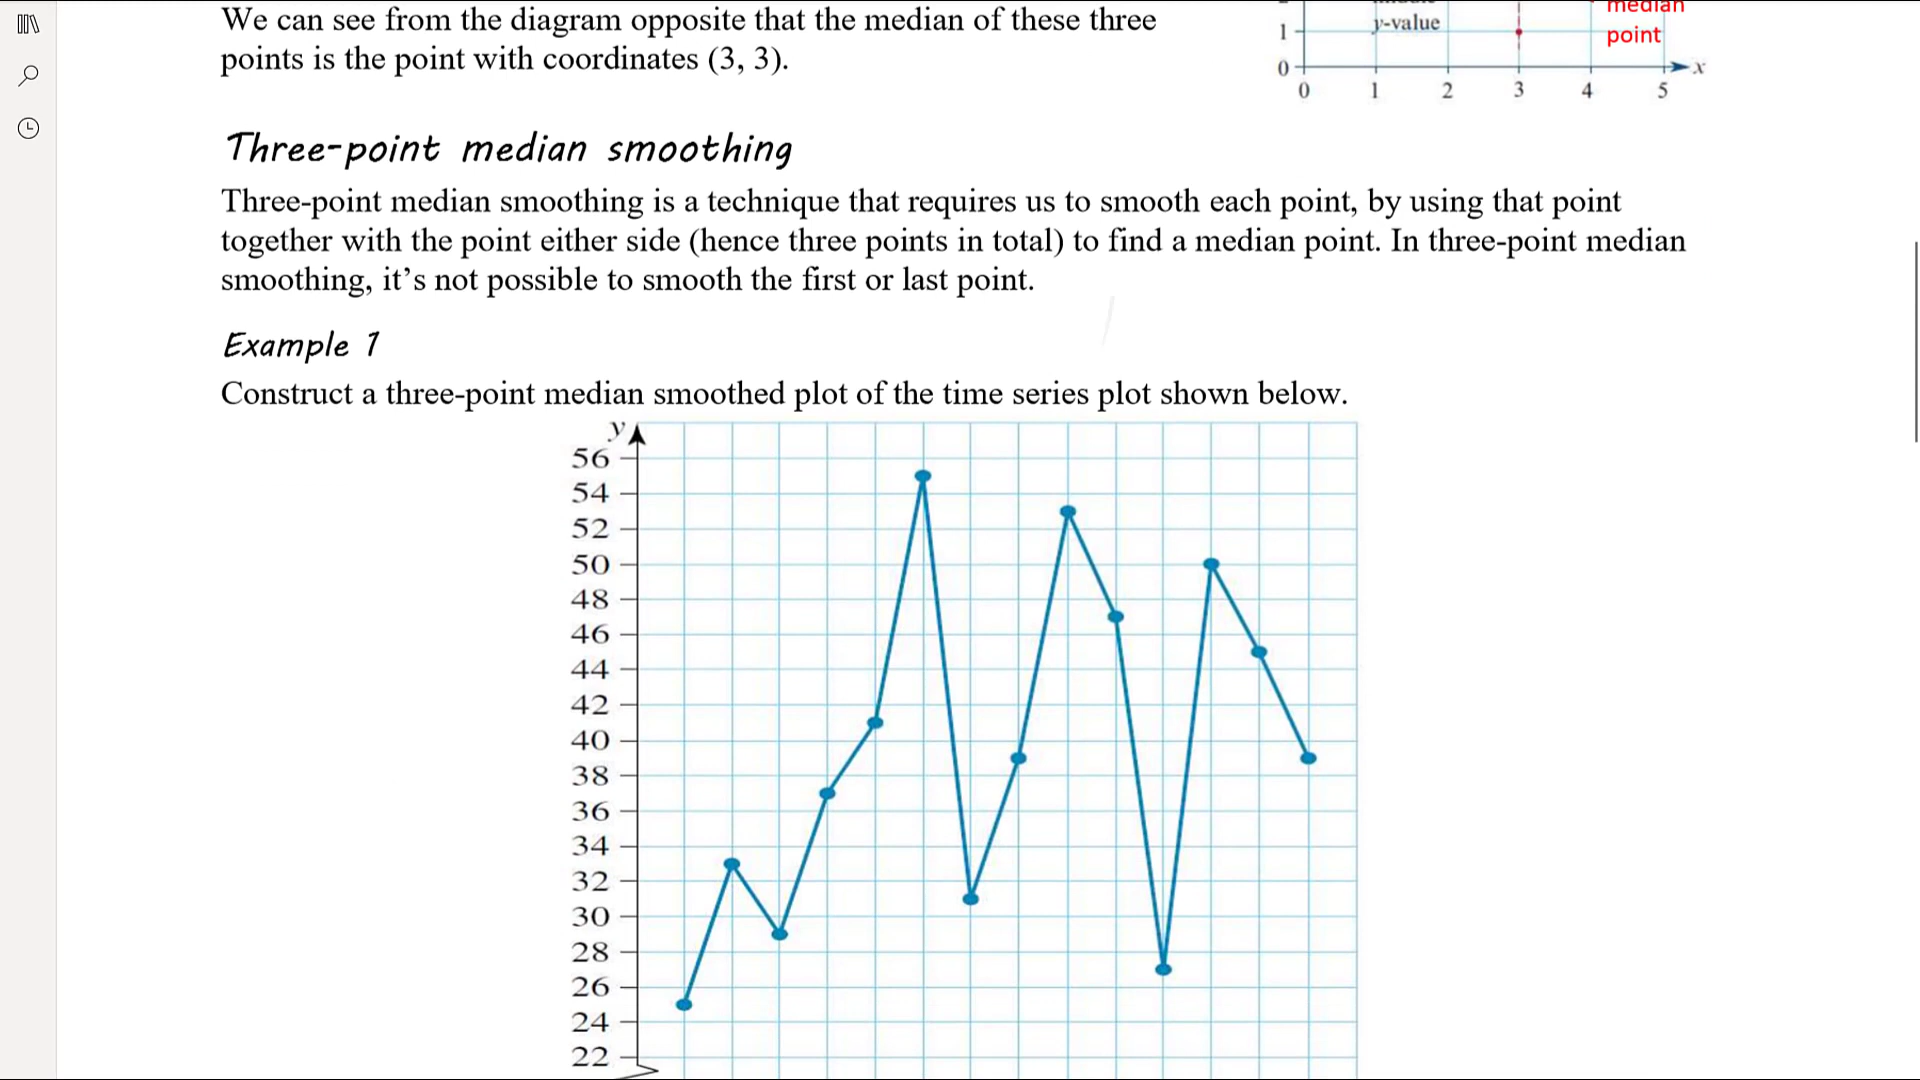 We can see from the diagram opposite that the median of these three
points is the point with coordinates (3, 3).
y-value
median
point
1
0
x
0 1 2 3 4 5
Three-point median smoothing
Three-point median smoothing is a technique that requires us to smooth each point, by using that point
together with the point either side (hence three points in total) to find a median point. In three-point median
smoothing, it’s not possible to smooth the first or last point.
Example 1
Construct a three-point median smoothed plot of the time series plot shown below.
y
56
54
52
50
48
46
44
42
40
38
36
34
32
30
28
26
24
22